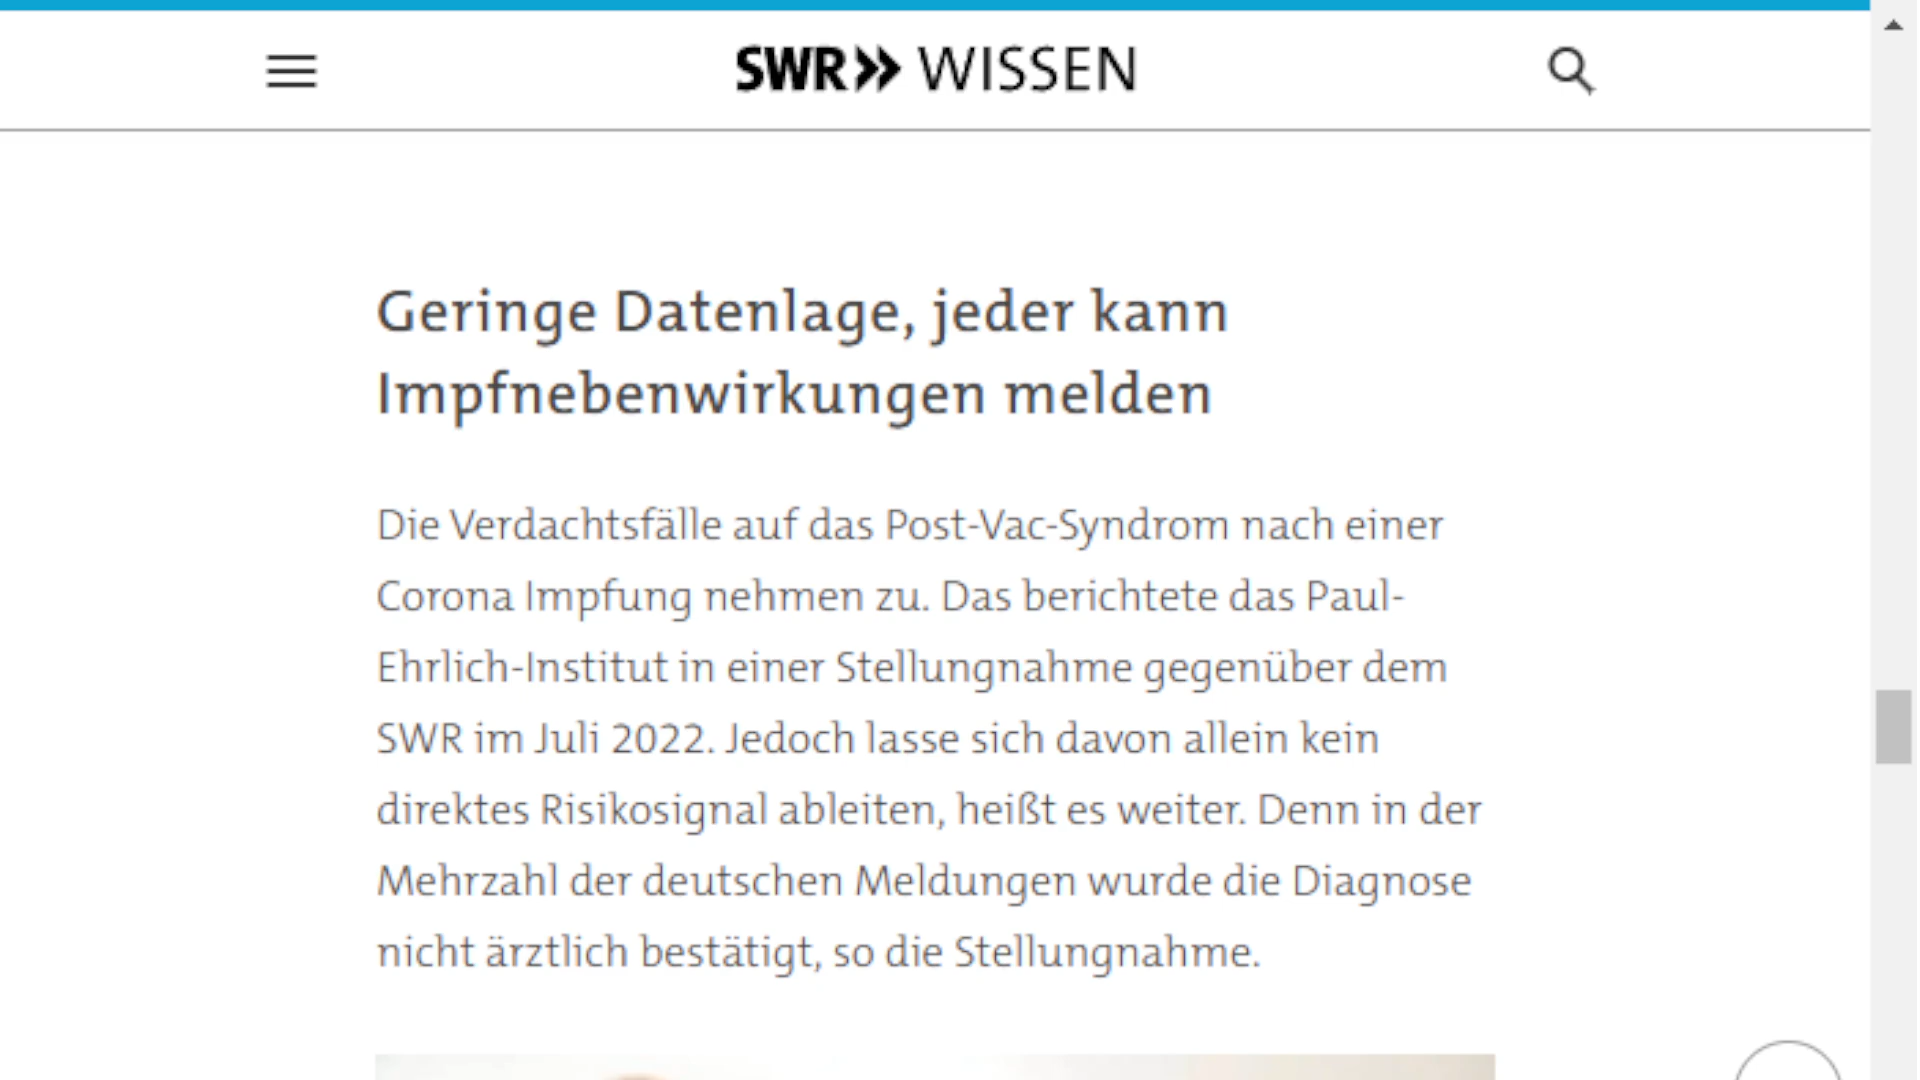 SWR» WISSEN
Geringe Datenlage, jeder kann
Impfnebenwirkungen melden
Die Verdachtsfälle auf das Post-Vac-Syndrom nach einer
Corona Impfung nehmen zu. Das berichtete das Paul-
Ehrlich-Institut in einer Stellungnahme gegenüber dem
SWR im Juli 2022. Jedoch lasse sich davon allein kein
direktes Risikosignal ableiten, heißt es weiter. Denn in der
Mehrzahl der deutschen Meldungen wurde die Diagnose
nicht ärztlich bestätigt, so die Stellungnahme.